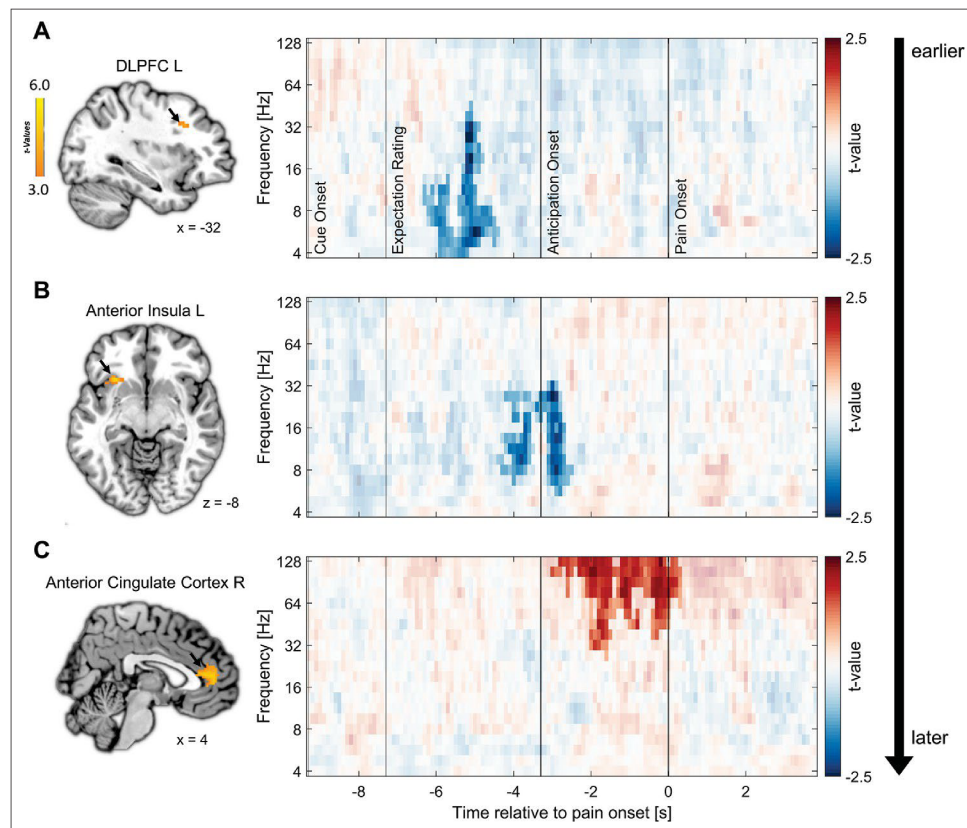 A
DLPFC L
6.0
t-Values
3.0
x = -32
Frequency [Hz]
128
64
32
16
8
4
Cue Onset
Expectation Rating
Anticipation Onset
Pain Onset
2.5
t-value
-2.5
earlier
B
Anterior Insula L
z = -8
Frequency [Hz]
128
64
32
16
8
4
2.5
t-value
-2.5
C
Anterior Cingulate Cortex R
x = 4
Frequency [Hz]
128
64
32
16
8
4
-8
-6
-4
-2
0
2
Time relative to pain onset [s]
2.5
t-value
-2.5
later